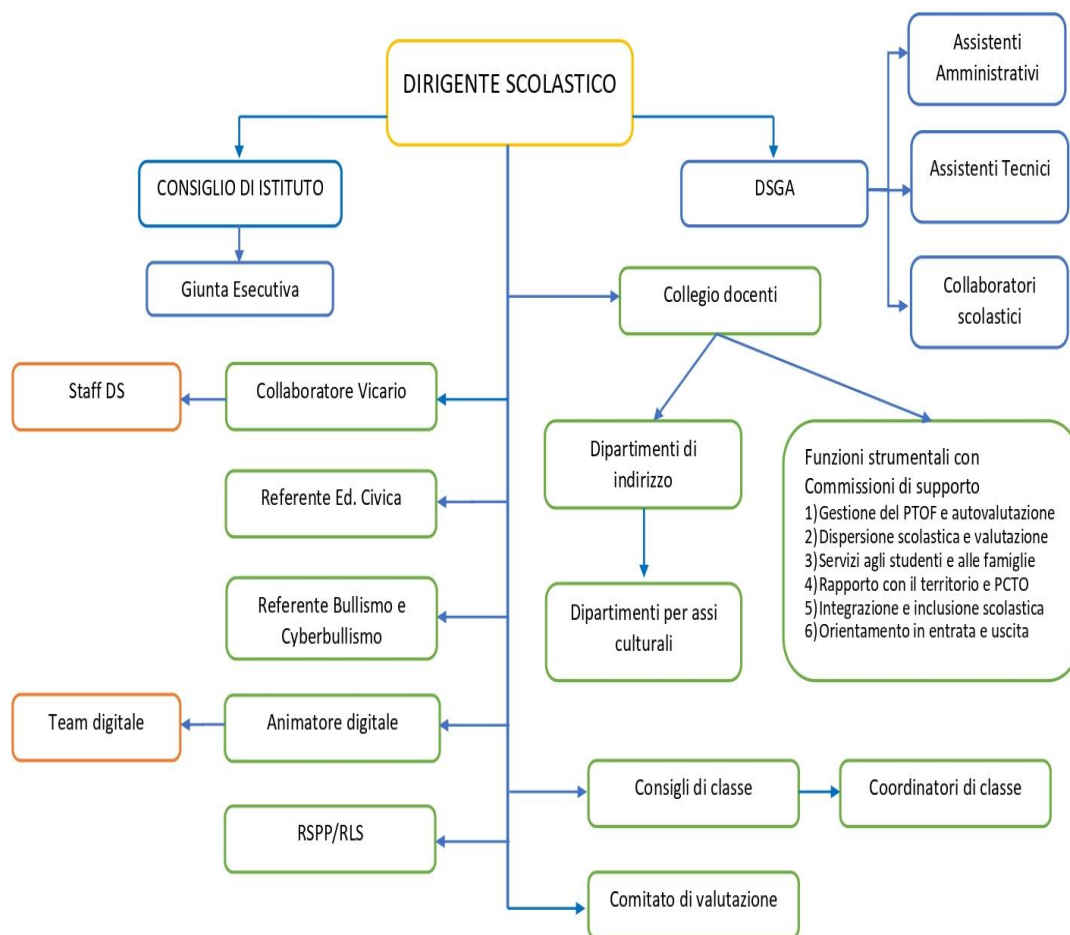 DIRIGENTE SCOLASTICO
Assistenti
Amministrativi
CONSIGLIO DI ISTITUTO
DSGA
Assistenti Tecnici
Giunta Esecutiva
Collegio docenti
Collaboratori
scolastici
Staff DS
Collaboratore Vicario
Dipartimenti di
indirizzo
Funzioni strumentali con
Commissioni di supporto
1)Gestione del PTOF e autovalutazione
2)Dispersione scolastica e valutazione
3)Servizi agli studenti e alle famiglie
4)Rapporto con il territorio e PCTO
5)Integrazione e inclusione scolastica
6)Orientamento in entrata e uscita
Referente Ed. Civica
Referente Bullismo e
Cyberbullismo
Dipartimenti per assi
culturali
Team digitale
Animatore digitale
Consigli di classe
Coordinatori di classe
RSPP/RLS
Comitato di valutazione